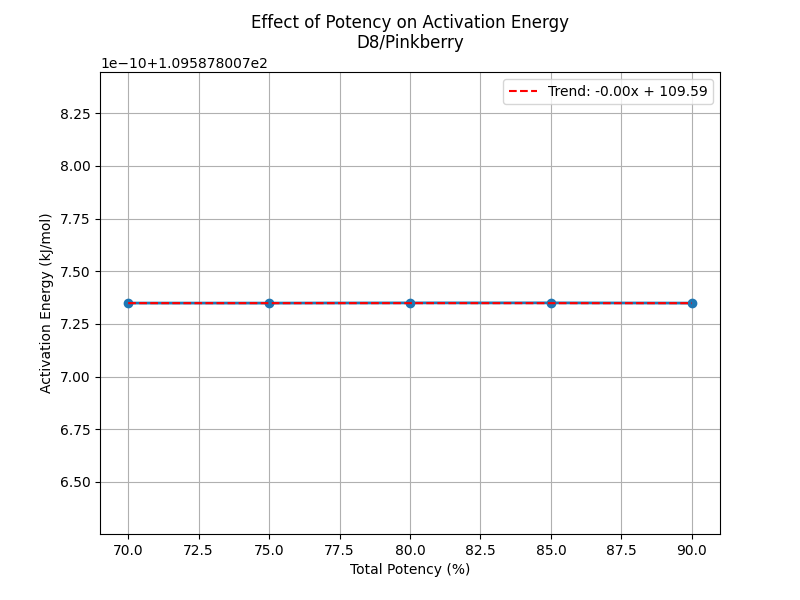 Effect of Potency on Activation Energy
D8/Pinkberry
1e−10+1.095878007e2
Trend: -0.00x + 109.59
8.25
8.00
7.75
7.50
7.25
7.00
6.75
6.50
Activation Energy (kJ/mol)
70.0 72.5 75.0 77.5 80.0 82.5 85.0 87.5 90.0
Total Potency (%)